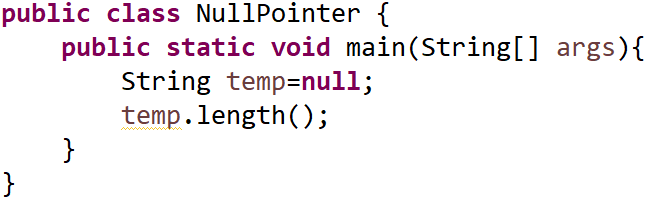 public class NullPointer {
    public static void main(String[] args){
        String temp=null;
        temp.length();
    }
}